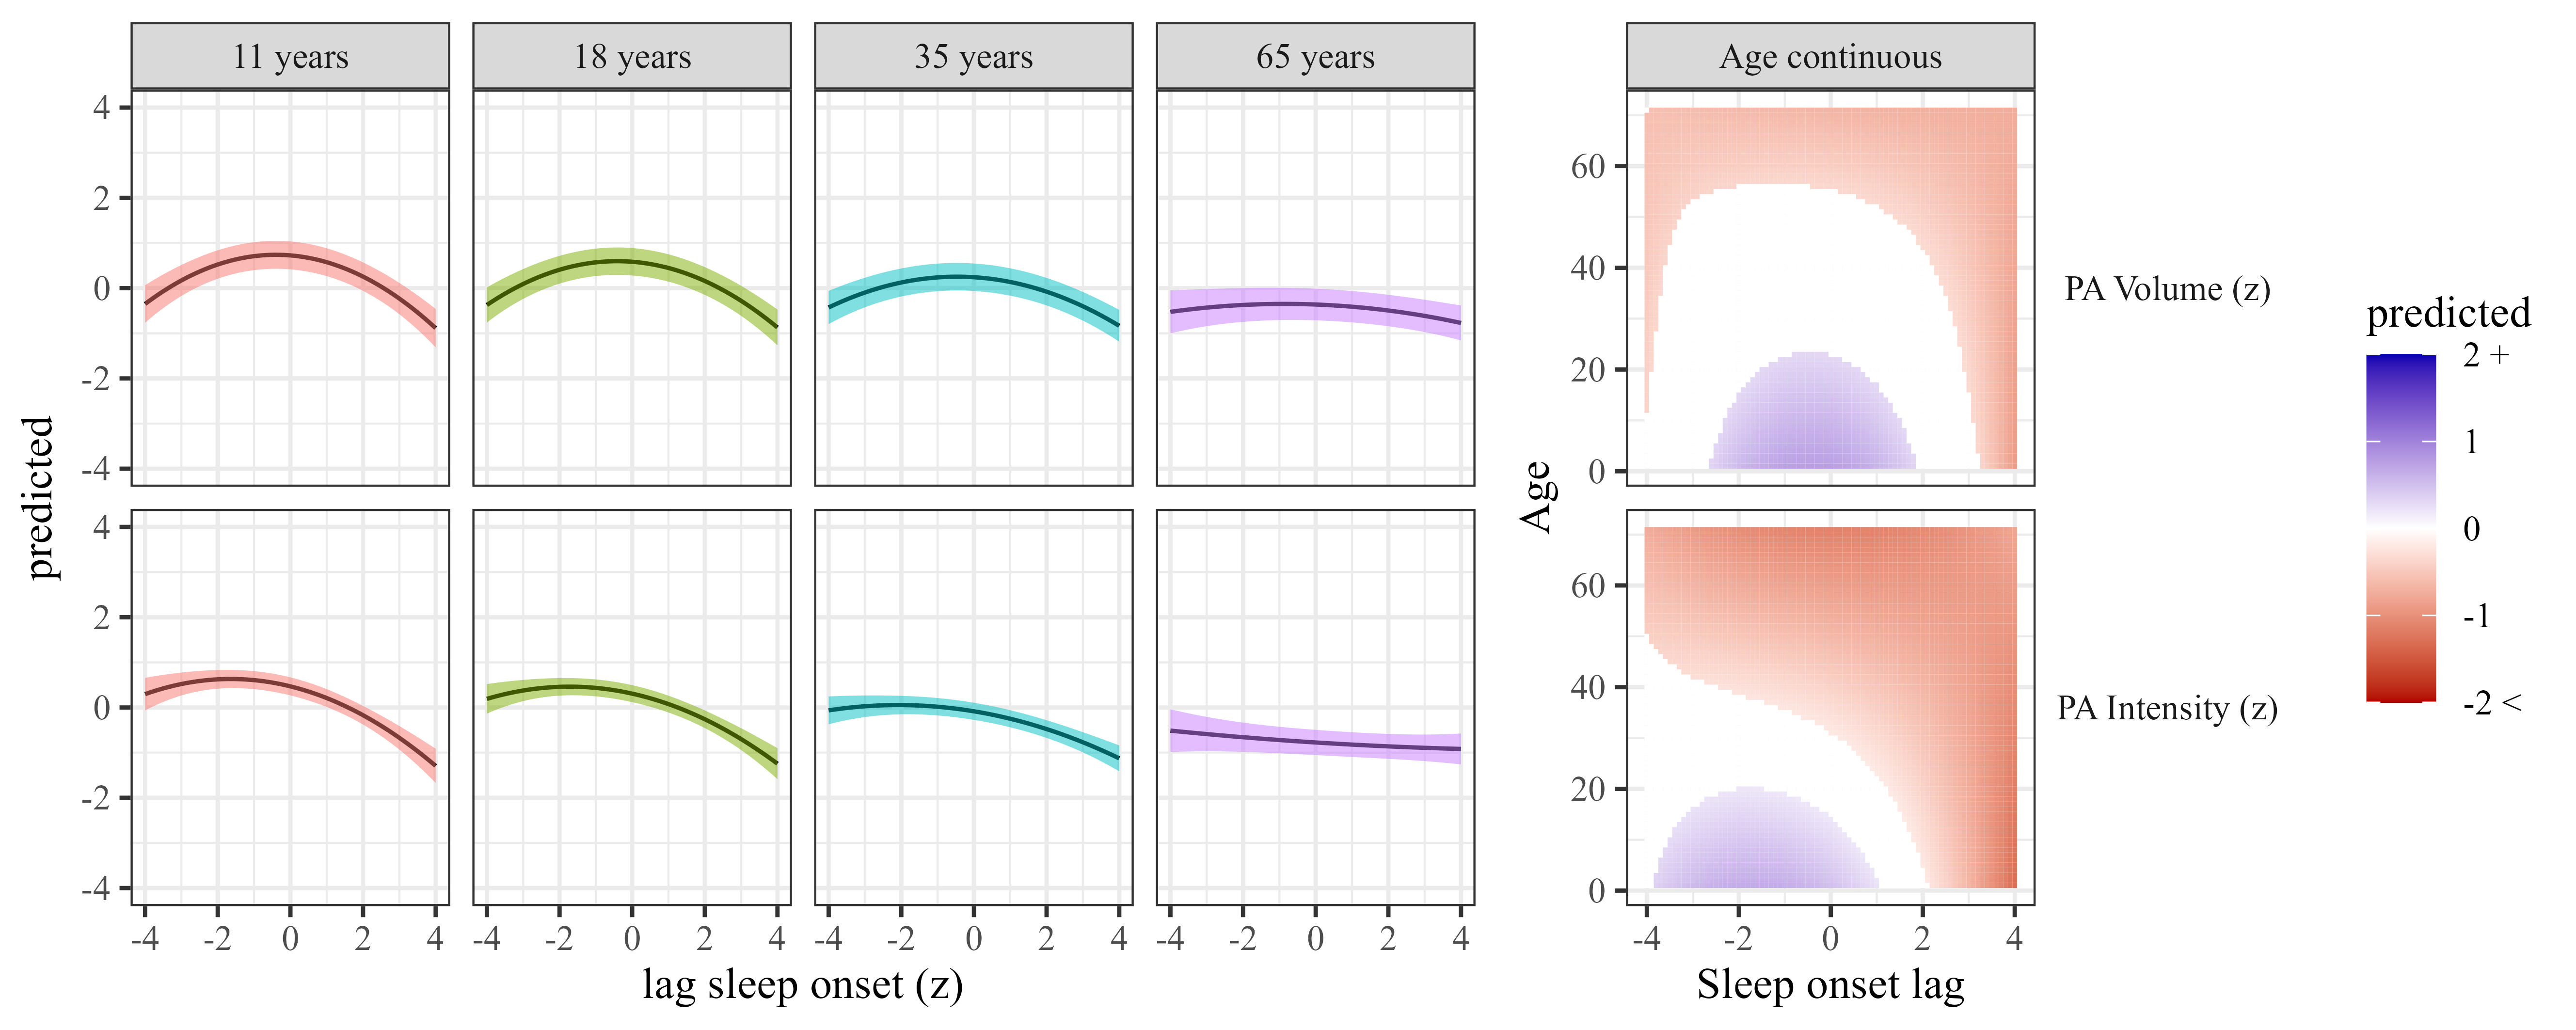 11 years
18 years
35 years
65 years
Age continuous
4
2
0
-2
-4
60
40
20
0
PA Volume (z)
predicted
2 +
1
0
-1
-2 <
predicted
Age
4
2
0
-2
-4
60
40
20
0
PA Intensity (z)
-4 -2 0 2 4
-4 -2 0 2 4
-4 -2 0 2 4
-4 -2 0 2 4
-4 -2 0 2 4
lag sleep onset (z)
Sleep onset lag